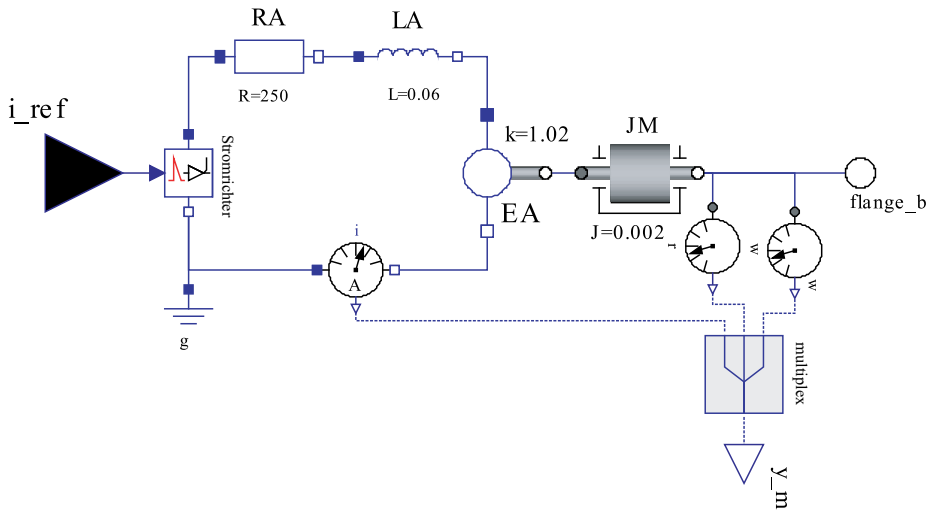 RA
LA
R=250
L=0.06
i_ref
Stromrichter
k=1.02
JM
EA
J=0.002
flange_b
i
A
r
w
w
g
multiplex
y_m